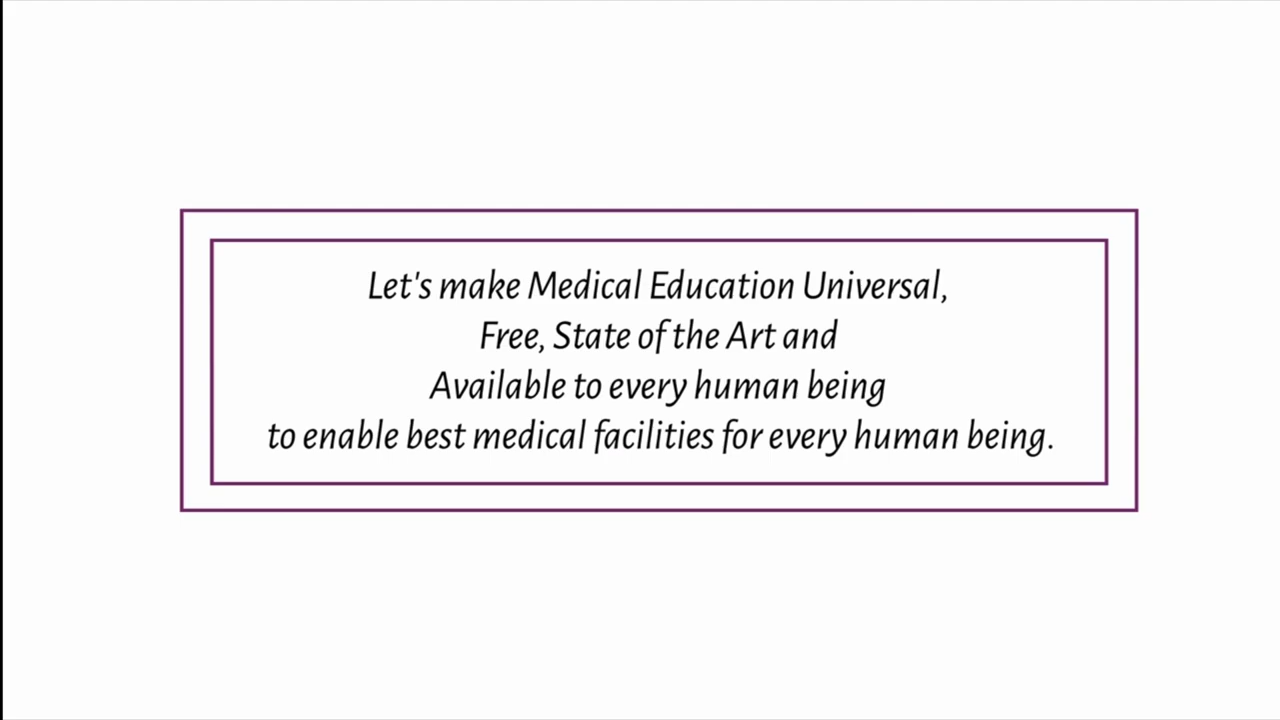 Let's make Medical Education Universal,
Free, State of the Art and
Available to every human being
to enable best medical facilities for every human being.